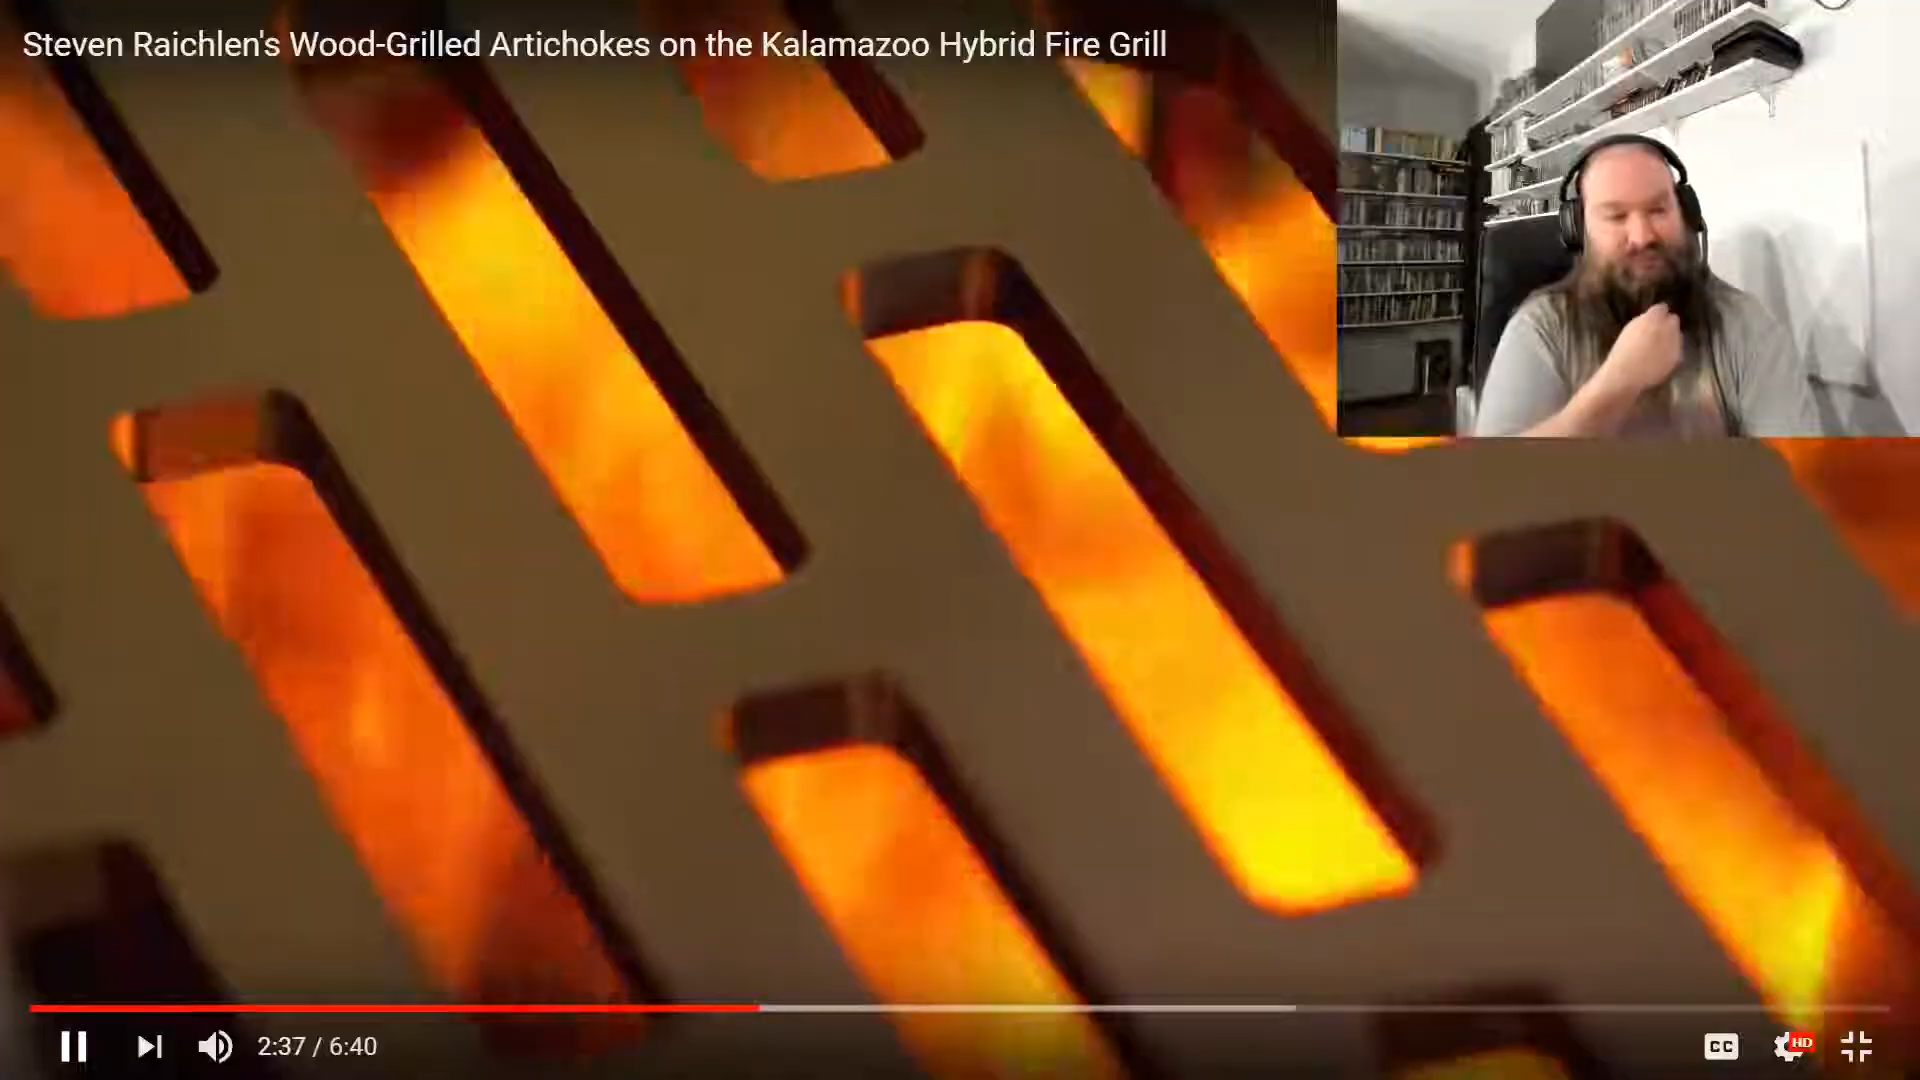 Steven Raichlen's Wood-Grilled Artichokes on the Kalamazoo Hybrid Fire Grill
2:37 / 6:40
CC
HD